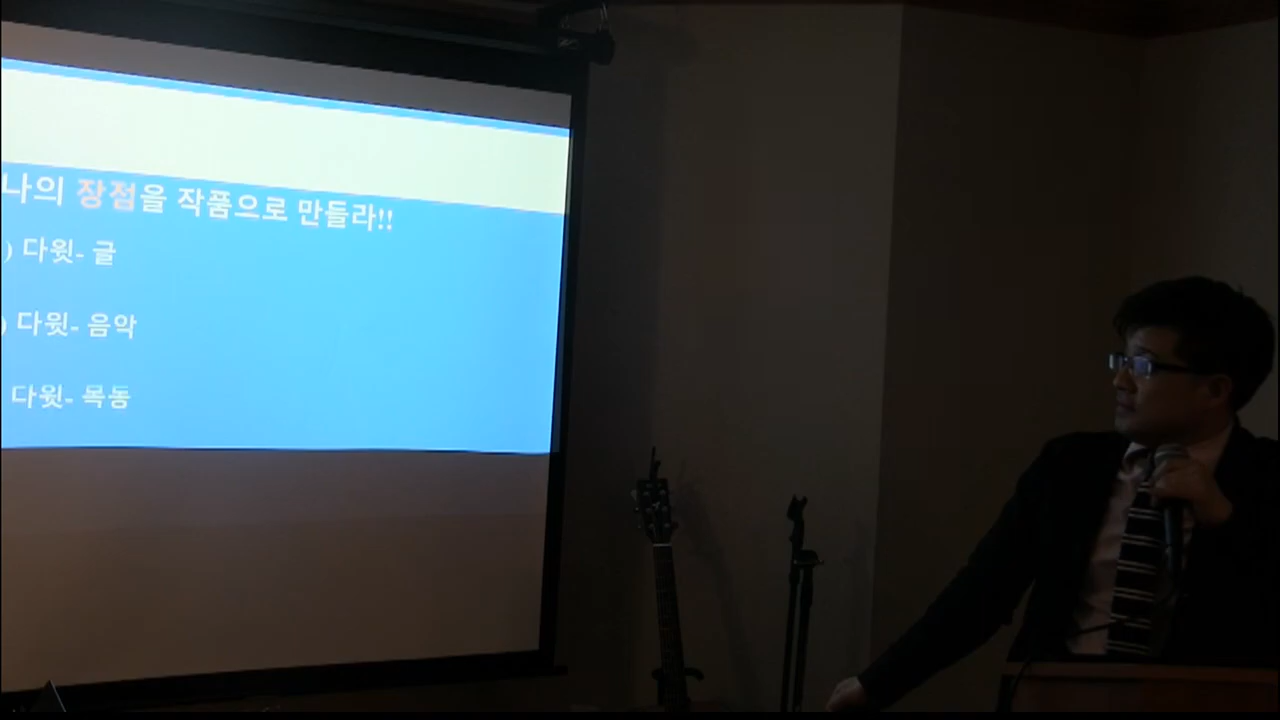 나의 장점을 작품으로 만들라!!
) 다윗- 글
) 다윗- 음악
다윗- 목동